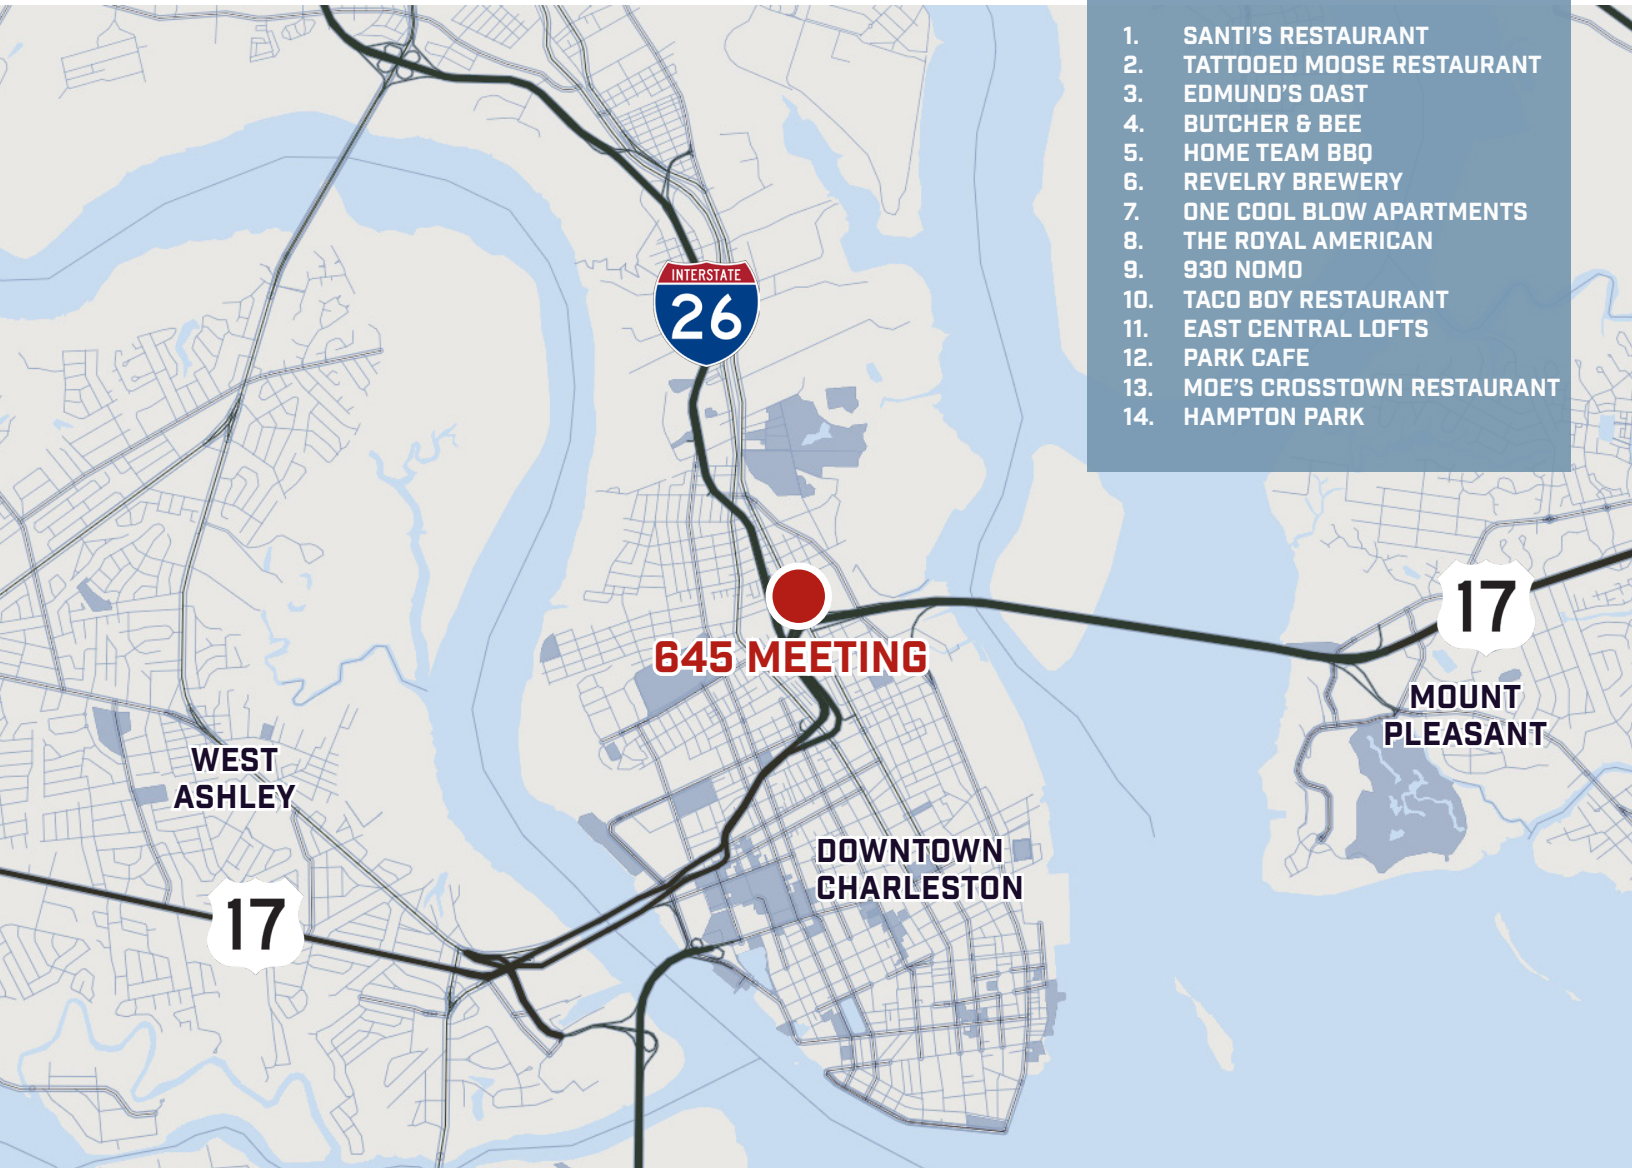 1. SANTI'S RESTAURANT
2. TATTOOED MOOSE RESTAURANT
3. EDMUND'S OAST
4. BUTCHER & BEE
5. HOME TEAM BBQ
6. REVELRY BREWERY
7. ONE COOL BLOW APARTMENTS
8. THE ROYAL AMERICAN
9. 930 NOMO
10. TACO BOY RESTAURANT
11. EAST CENTRAL LOFTS
12. PARK CAFE
13. MOE'S CROSSTOWN RESTAURANT
14. HAMPTON PARK
INTERSTATE
26
17
645 MEETING
MOUNT
PLEASANT
WEST
ASHLEY
DOWNTOWN
CHARLESTON
17